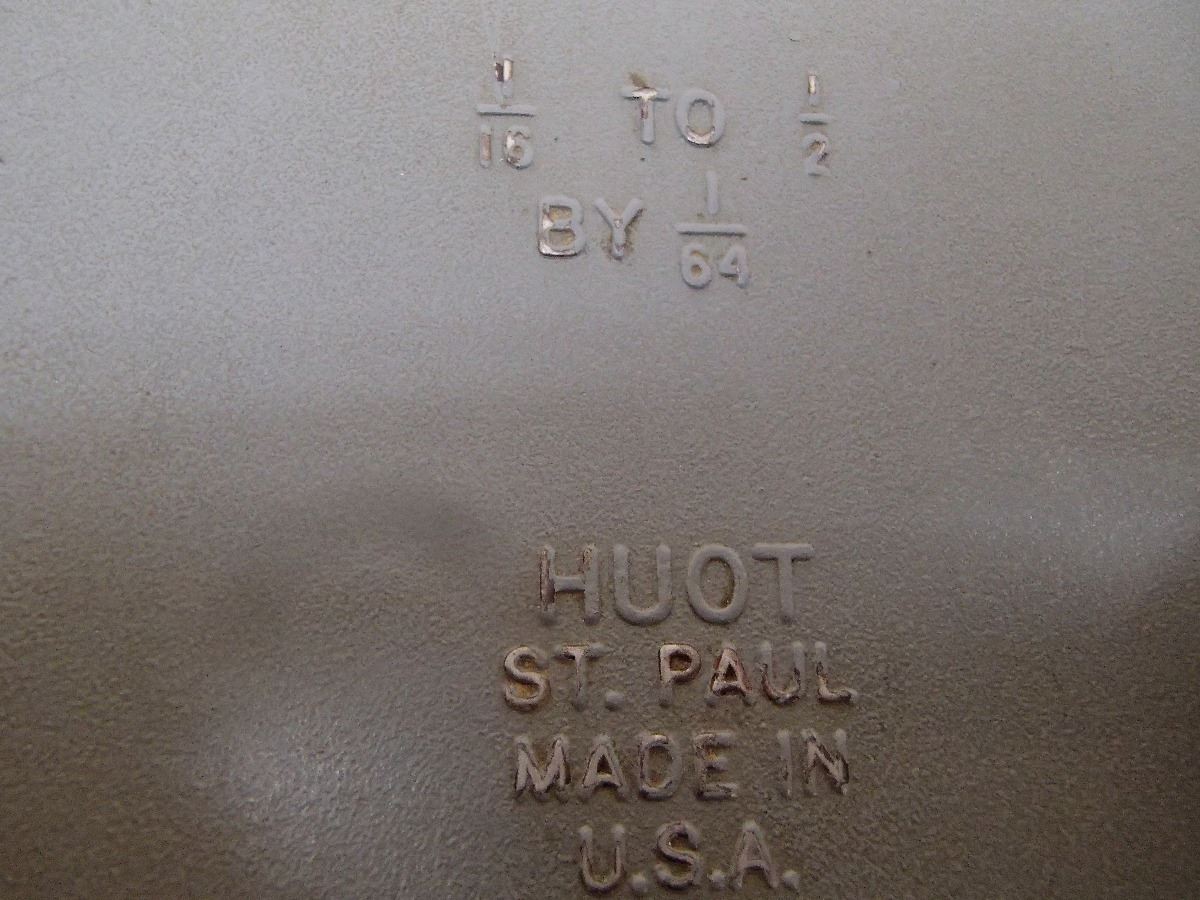 1/16 TO 1/2
BY 1/64
HUOT
ST. PAUL
MADE IN
U.S.A.